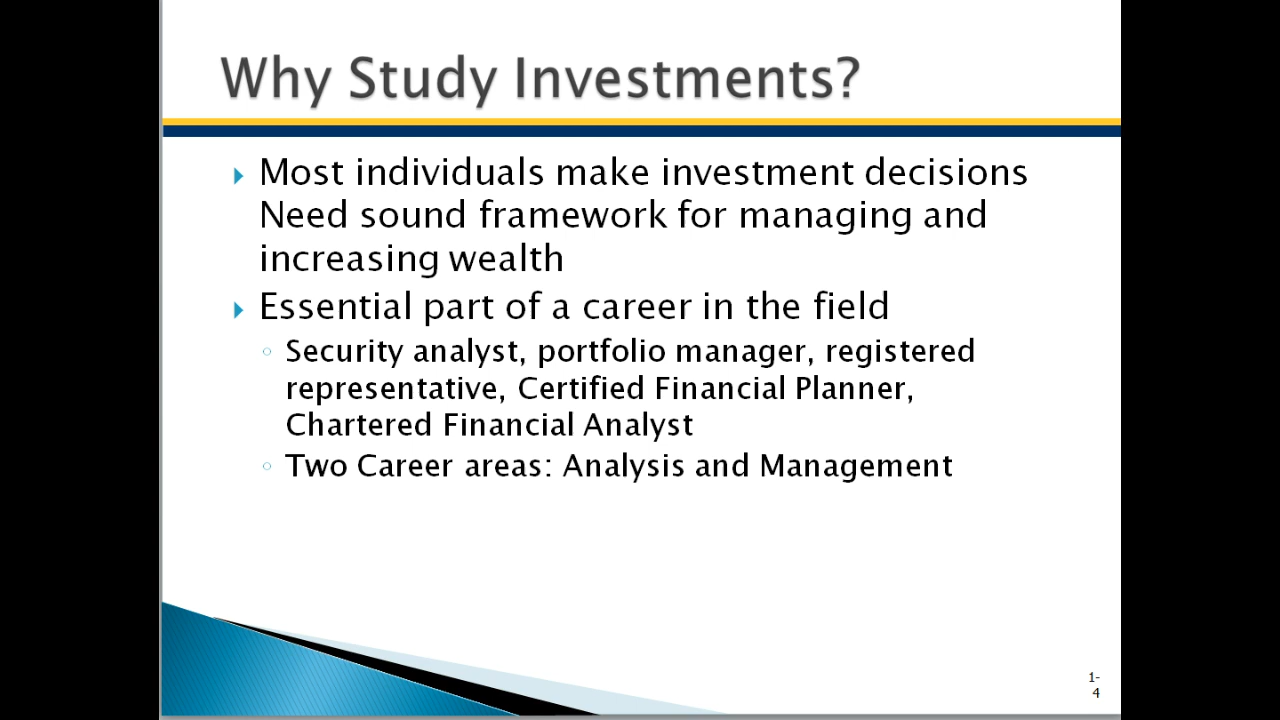 Why Study Investments?
Most individuals make investment decisions
Need sound framework for managing and
increasing wealth
Essential part of a career in the field
Security analyst, portfolio manager, registered
representative, Certified Financial Planner,
Chartered Financial Analyst
Two Career areas: Analysis and Management
1-
4